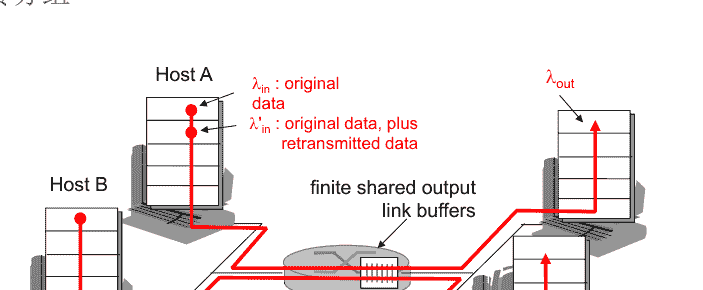 Host A
λin : original
data
λ'in : original data, plus
retransmitted data
λout
Host B
finite shared output
link buffers